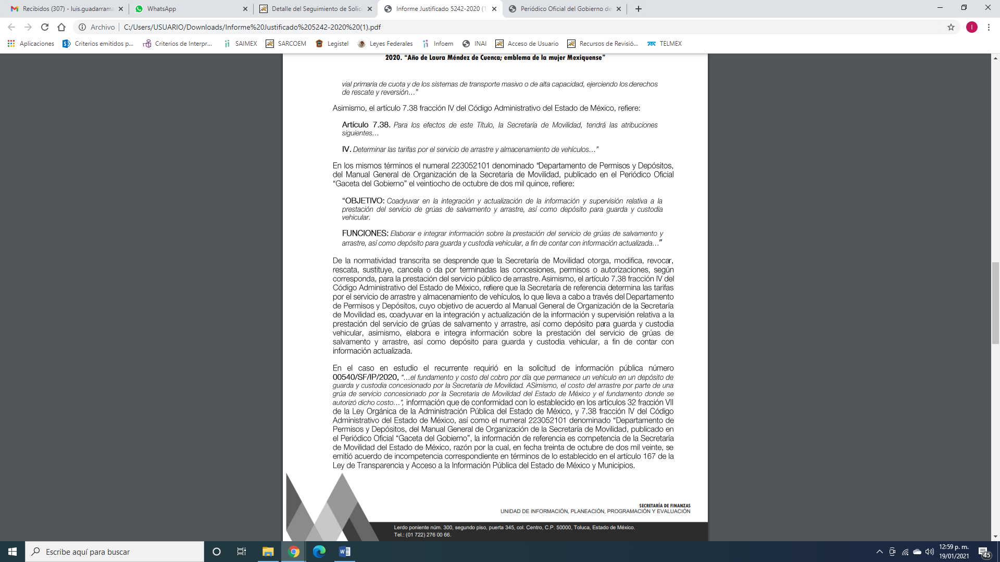 Recibidos (307) - luis.guadarrama
WhatsApp
Detalle del Seguimiento de Solici
Informe Justificado 5242-2020 (1
Periódico Oficial del Gobierno de
Archivo
C:/Users/USUARIO/Downloads/Informe%20Justificado%205242-2020%20(1).pdf
I
Aplicaciones
Criterios emitidos p...
Criterios de Interpr...
SAIMEX
SARCOEM
Legistel
Leyes Federales
Infoem
INAI
Acceso de Usuario
Recursos de Revisió...
TELMEX
2020. “Año de Laura Méndez de Cuenca; emblema de la mujer Mexiquense”
vial primaria de cuota y de los sistemas de transporte masivo o de alta capacidad, ejerciendo los derechos
de rescate y reversión…”
Asimismo, el artículo 7.38 fracción IV del Código Administrativo del Estado de México, refiere:
Artículo 7.38. Para los efectos de este Título, la Secretaría de Movilidad, tendrá las atribuciones
siguientes…
IV. Determinar las tarifas por el servicio de arrastre y almacenamiento de vehículos…”
En los mismos términos el numeral 223052101 denominado “Departamento de Permisos y Depósitos,
del Manual General de Organización de la Secretaría de Movilidad, publicado en el Periódico Oficial
“Gaceta del Gobierno” el veintiocho de octubre de dos mil quince, refiere:
“OBJETIVO: Coadyuvar en la integración y actualización de la información y supervisión relativa a la
prestación del servicio de grúas de salvamento y arrastre, así como depósito para guarda y custodia
vehicular.
FUNCIONES: Elaborar e integrar información sobre la prestación del servicio de grúas de salvamento y
arrastre, así como depósito para guarda y custodia vehicular, a fin de contar con información actualizada…”
De la normatividad transcrita se desprende que la Secretaría de Movilidad otorga, modifica, revocar,
rescata, sustituye, cancela o da por terminadas las concesiones, permisos o autorizaciones, según
corresponda, para la prestación del servicio público de arrastre. Asimismo, el artículo 7.38 fracción IV del
Código Administrativo del Estado de México, refiere que la Secretaría de referencia determina las tarifas
por el servicio de arrastre y almacenamiento de vehículos, lo que lleva a cabo a través del Departamento
de Permisos y Depósitos, cuyo objetivo de acuerdo al Manual General de Organización de la Secretaría
de Movilidad es, coadyuvar en la integración y actualización de la información y supervisión relativa a la
prestación del servicio de grúas de salvamento y arrastre, así como depósito para guarda y custodia
vehicular, asimismo, elabora e integra información sobre la prestación del servicio de grúas de
salvamento y arrastre, así como depósito para guarda y custodia vehicular, a fin de contar con
información actualizada.
En el caso en estudio el recurrente requirió en la solicitud de información pública número
00540/SF/IP/2020, “…el fundamento y costo del cobro por día que permanece un vehículo en un depósito de
guarda y custodia concesionado por la Secretaría de Movilidad. ASimismo, el costo del arrastre por parte de una
grúa de servicio concesionado por la Secretaria de Movilidad del Estado de México y el fundamento donde se
autorizó dicho costo…”, información que de conformidad con lo establecido en los artículos 32 fracción VII
de la Ley Orgánica de la Administración Pública del Estado de México, y 7.38 fracción IV del Código
Administrativo del Estado de México, así como el numeral 223052101 denominado “Departamento de
Permisos y Depósitos, del Manual General de Organización de la Secretaría de Movilidad, publicado en
el Periódico Oficial “Gaceta del Gobierno”, la información de referencia es competencia de la Secretaría
de Movilidad del Estado de México, razón por la cual, en fecha treinta de octubre de dos mil veinte, se
emitió acuerdo de incompetencia correspondiente en términos de lo establecido en el artículo 167 de la
Ley de Transparencia y Acceso a la Información Pública del Estado de México y Municipios.
SECRETARÍA DE FINANZAS
UNIDAD DE INFORMACIÓN, PLANEACIÓN, PROGRAMACIÓN Y EVALUACIÓN
Lerdo poniente núm. 300, segundo piso, puerta 345, col. Centro, C.P. 50000, Toluca, Estado de México.
Tel.: (01 722) 276 00 66.
Escribe aquí para buscar
12:59 p. m.
19/01/2021
45